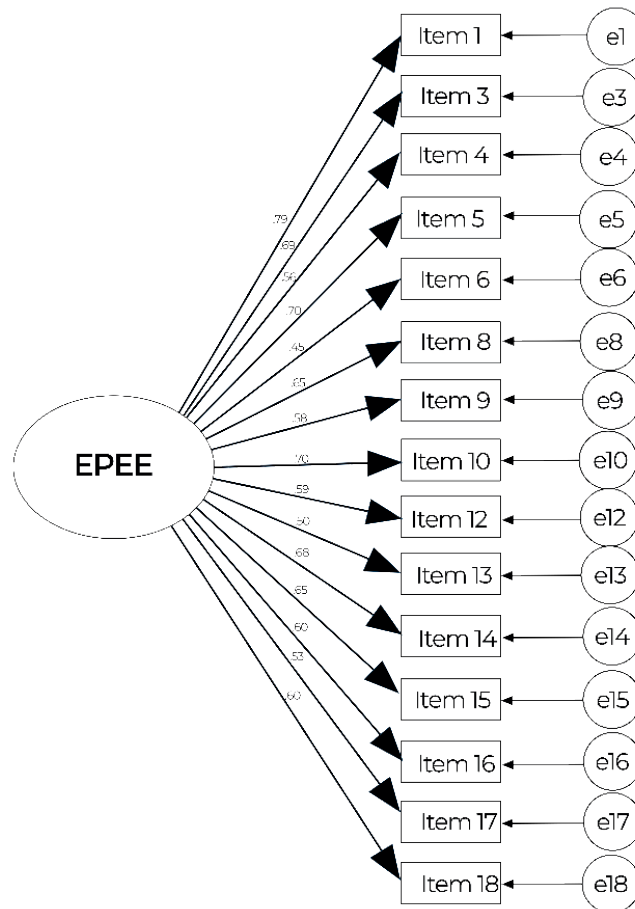 Item 1
e1
Item 3
e3
Item 4
e4
Item 5
e5
Item 6
e6
Item 8
e8
Item 9
e9
Item 10
e10
Item 12
e12
Item 13
e13
Item 14
e14
Item 15
e15
Item 16
e16
Item 17
e17
Item 18
e18
.79
.69
.56
.70
.45
.65
.58
.70
.59
.50
.68
.65
.60
.53
.60
EPEE